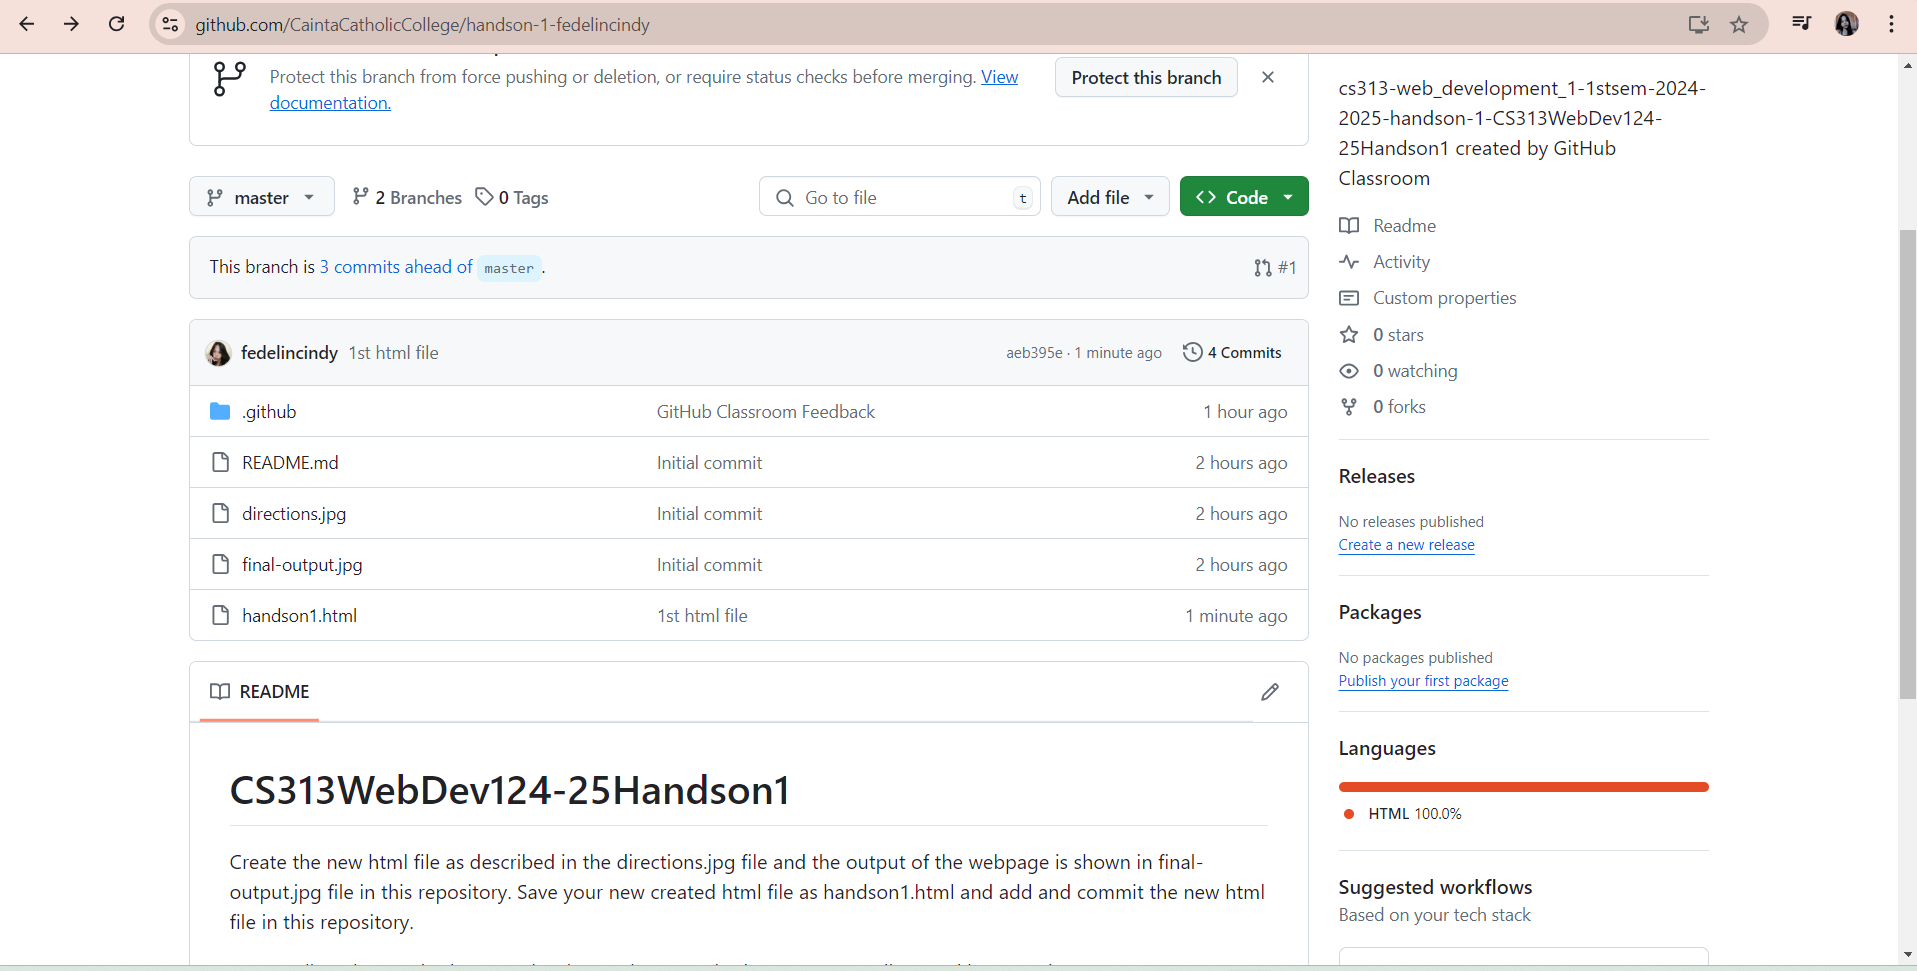 github.com/CaintaCatholicCollege/handson-1-fedelincindy
Protect this branch from force pushing or deletion, or require status checks before merging. View
documentation.
Protect this branch
cs313-web_development_1-1stsem-2024-
2025-handson-1-CS313WebDev124-
25Handson1 created by GitHub
Classroom
master
2 Branches
0 Tags
Go to file
t
Add file
Code
This branch is 3 commits ahead of master .
#1
fedelincindy 1st html file
aeb395e · 1 minute ago
4 Commits
.github GitHub Classroom Feedback 1 hour ago
README.md Initial commit 2 hours ago
directions.jpg Initial commit 2 hours ago
final-output.jpg Initial commit 2 hours ago
handson1.html 1st html file 1 minute ago
README
CS313WebDev124-25Handson1
Create the new html file as described in the directions.jpg file and the output of the webpage is shown in final-
output.jpg file in this repository. Save your new created html file as handson1.html and add and commit the new html
file in this repository.
Readme
Activity
Custom properties
0 stars
0 watching
0 forks
Releases
No releases published
Create a new release
Packages
No packages published
Publish your first package
Languages
HTML 100.0%
Suggested workflows
Based on your tech stack